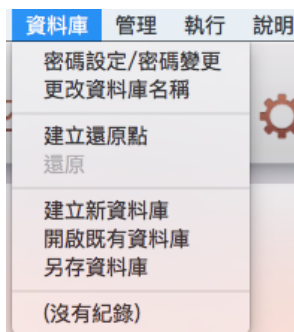 資料庫 管理 執行 說明
密碼設定/密碼變更
更改資料庫名稱
建立還原點
還原
建立新資料庫
開啟既有資料庫
另存資料庫
(沒有紀錄)